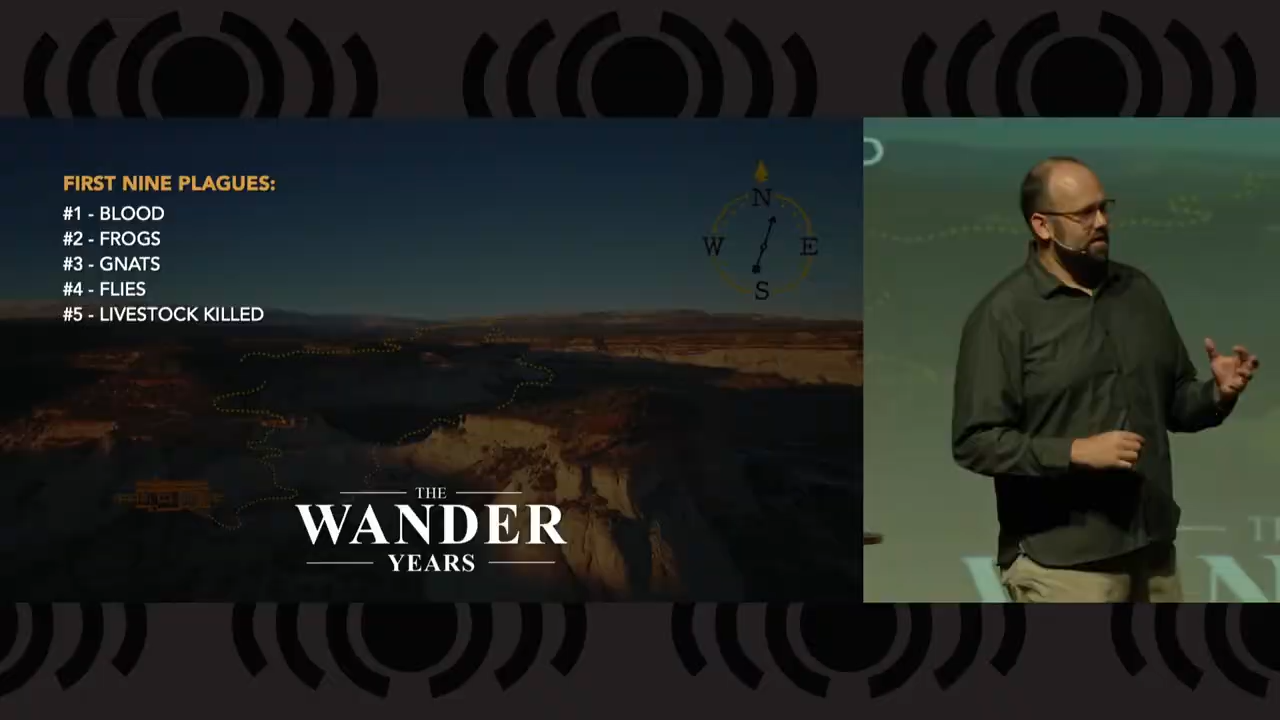 FIRST NINE PLAGUES:
#1 - BLOOD
#2 - FROGS
#3 - GNATS
#4 - FLIES
#5 - LIVESTOCK KILLED
N
W E
S
THE
WANDER
YEARS